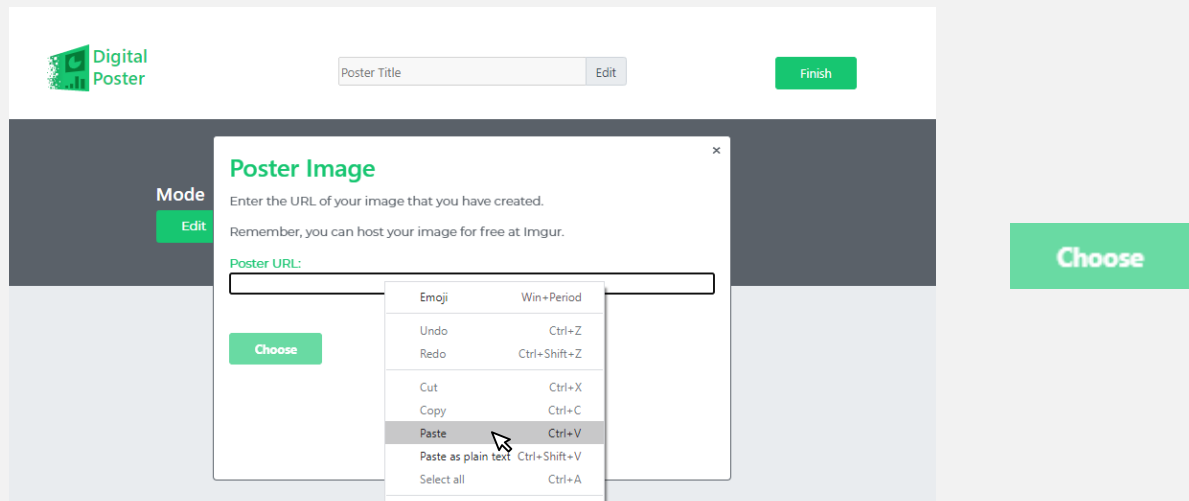 Digital
Poster
Poster Title
Edit
Finish
Mode
Edit
×
Poster Image
Enter the URL of your image that you have created.
Remember, you can host your image for free at Imgur.
Poster URL:
Choose
Emoji Win+Period
Undo Ctrl+Z
Redo Ctrl+Shift+Z
Cut Ctrl+X
Copy Ctrl+C
Paste Ctrl+V
Paste as plain text Ctrl+Shift+V
Select all Ctrl+A
Choose